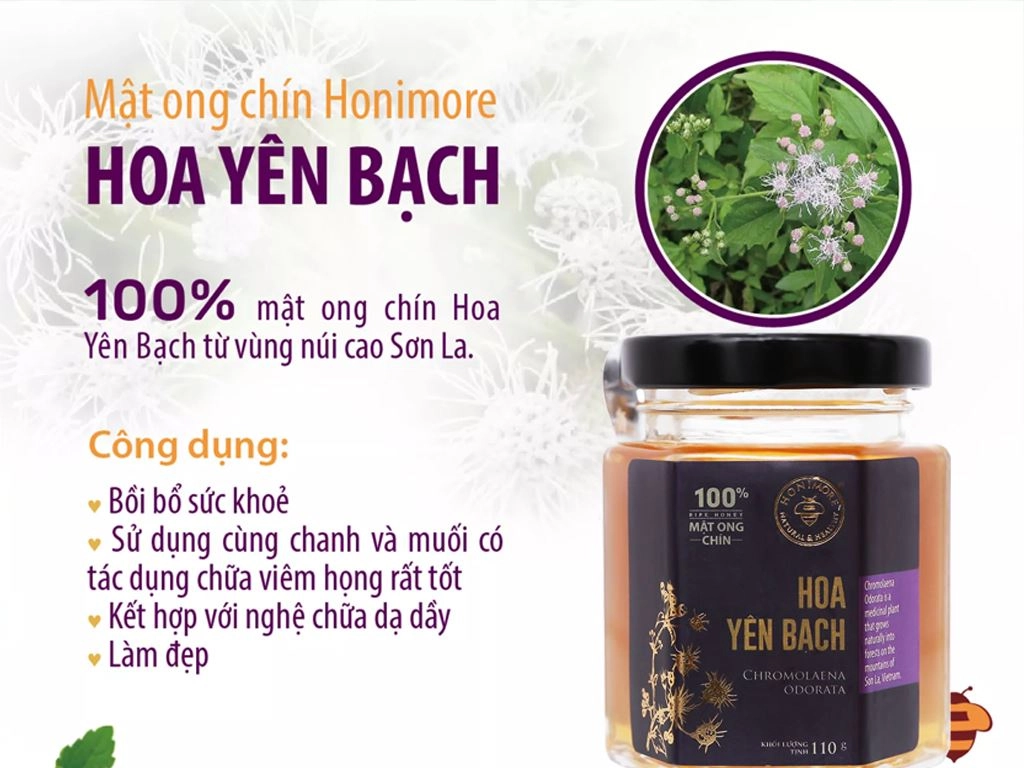 Mật ong chín Honimore
HOA YÊN BẠCH
100% mật ong chín Hoa
Yên Bạch từ vùng núi cao Sơn La.
Công dụng:
Bồi bổ sức khoẻ
Sử dụng cùng chanh và muối có
tác dụng chữa viêm họng rất tốt
Kết hợp với nghệ chữa dạ dầy
Làm đẹp
100%
RIPE HONEY
MẬT ONG
CHÍN
HONIMORE
NATURAL & HEALTHY
HOA
YÊN BẠCH
CHROMOLAENA
ODORATA
Chromolaena
Odorata is a
medicinal plant
that grows
naturally into
forests on the
mountains of
Son La, Vietnam.
KHỐI LƯỢNG
TỊNH 110 g